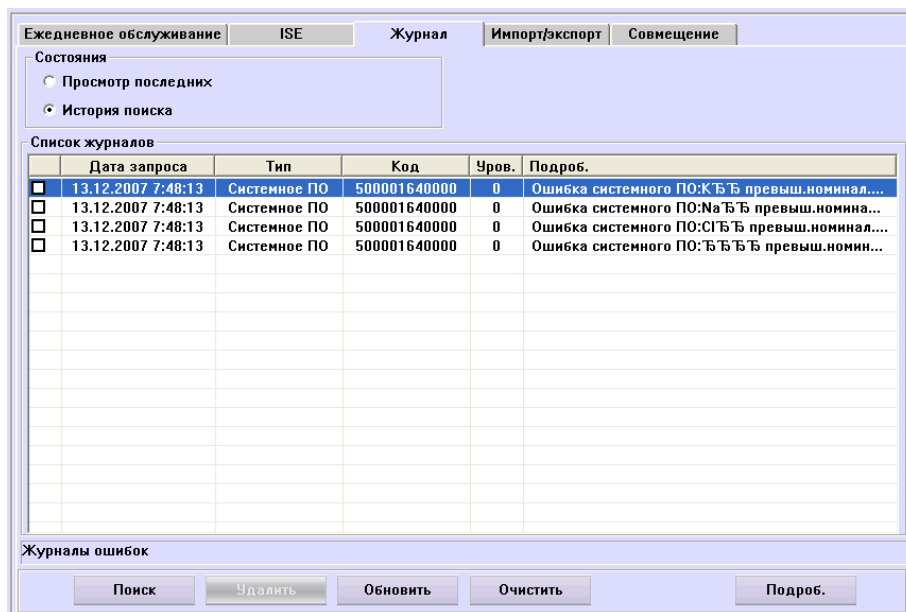 Ежедневное обслуживание ISE Журнал Импорт/экспорт Совмещение
Состояния
Просмотр последних
История поиска
Список журналов
Дата запроса Тип Код Уров. Подроб.
13.12.2007 7:48:13 Системное ПО 500001640000 0 Ошибка системного ПО:КЂЂ превыш.номинал....
13.12.2007 7:48:13 Системное ПО 500001640000 0 Ошибка системного ПО:NaЂЂ превыш.номина...
13.12.2007 7:48:13 Системное ПО 500001640000 0 Ошибка системного ПО:ClЂЂ превыш.номинал....
13.12.2007 7:48:13 Системное ПО 500001640000 0 Ошибка системного ПО:ЂЂЂЂ превыш.номин...
Журналы ошибок
Поиск Удалить Обновить Очистить Подроб.